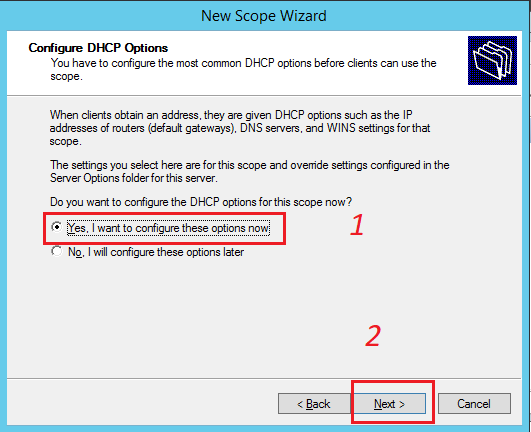 New Scope Wizard
Configure DHCP Options
You have to configure the most common DHCP options before clients can use the
scope.
When clients obtain an address, they are given DHCP options such as the IP
addresses of routers (default gateways), DNS servers, and WINS settings for that
scope.
The settings you select here are for this scope and override settings configured in the
Server Options folder for this server.
Do you want to configure the DHCP options for this scope now?
Yes, I want to configure these options now
1
No, I will configure these options later
2
< Back
Next >
Cancel